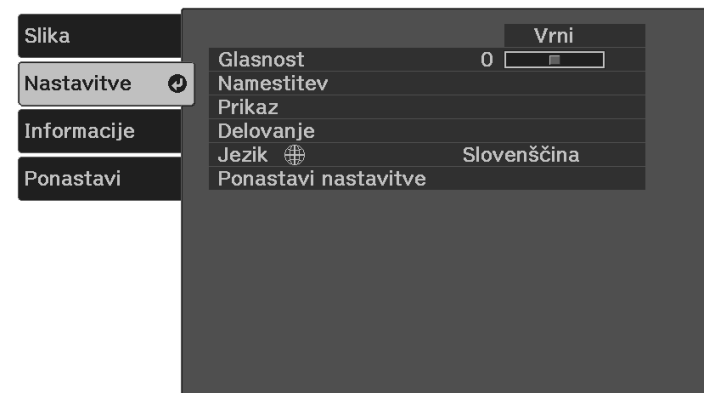 Slika
Nastavitve
Informacije
Ponastavi
Vrni
Glasnost 0
Namestitev
Prikaz
Delovanje
Jezik Slovenščina
Ponastavi nastavitve